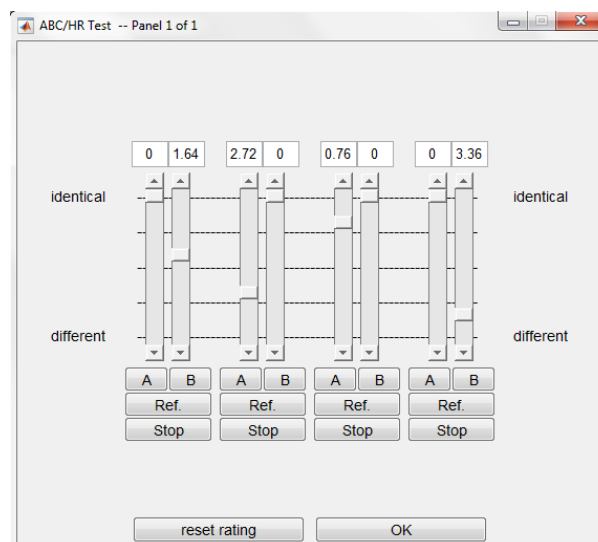 ABC/HR Test -- Panel 1 of 1
0 1.64 2.72 0 0.76 0 0 3.36
identical identical
different different
A B A B A B A B
Ref. Ref. Ref. Ref.
Stop Stop Stop Stop
reset rating OK